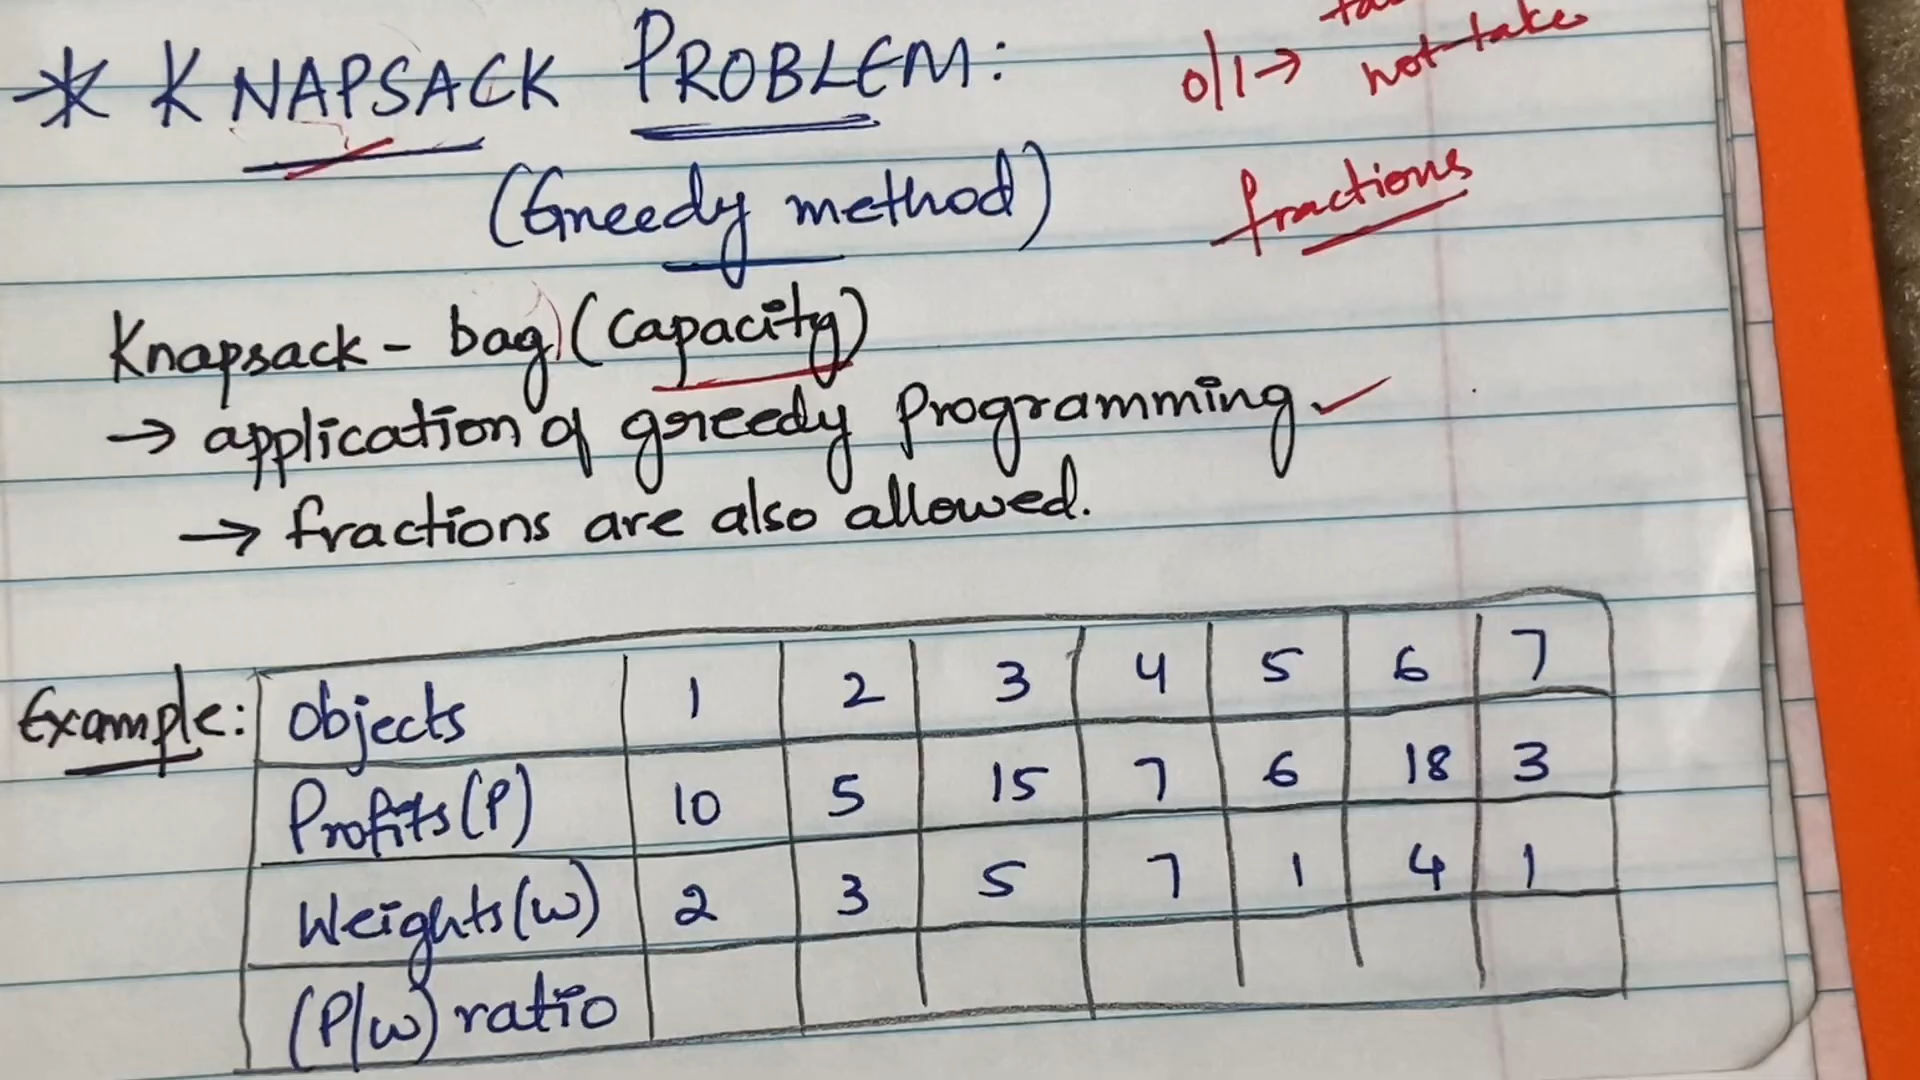 * KNAPSACK PROBLEM:
0/1→
not take
(Greedy method)
fractions
Knapsack - bag (capacity)
→ application of greedy programming.
→ fractions are also allowed.
Example:
Objects 1 2 3 4 5 6 7
Profits(P) 10 5 15 7 6 18 3
Weights(w) 2 3 5 7 1 4 1
(P/w) ratio